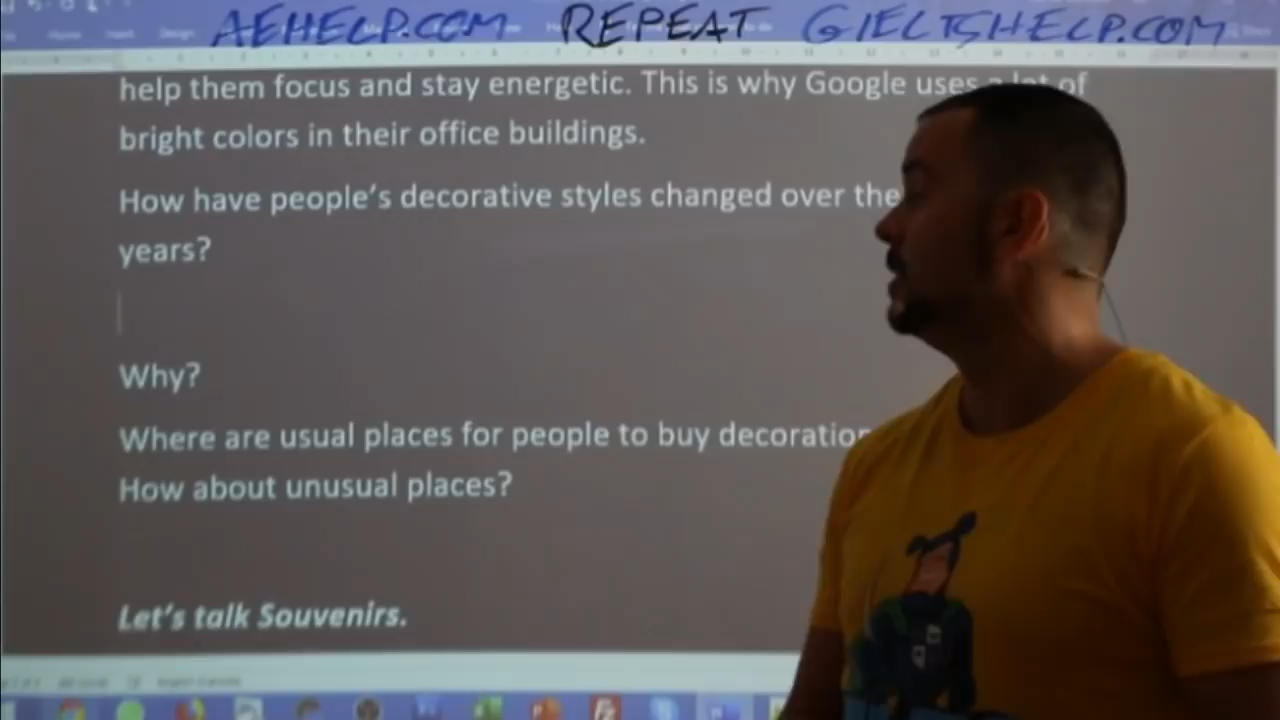 AEHELP.COM REPEAT GIELTSHELP.COM
help them focus and stay energetic. This is why Google uses a lot of
bright colors in their office buildings.
How have people's decorative styles changed over the
years?
Why?
Where are usual places for people to buy
How about unusual places?
Let's talk Souvenirs.